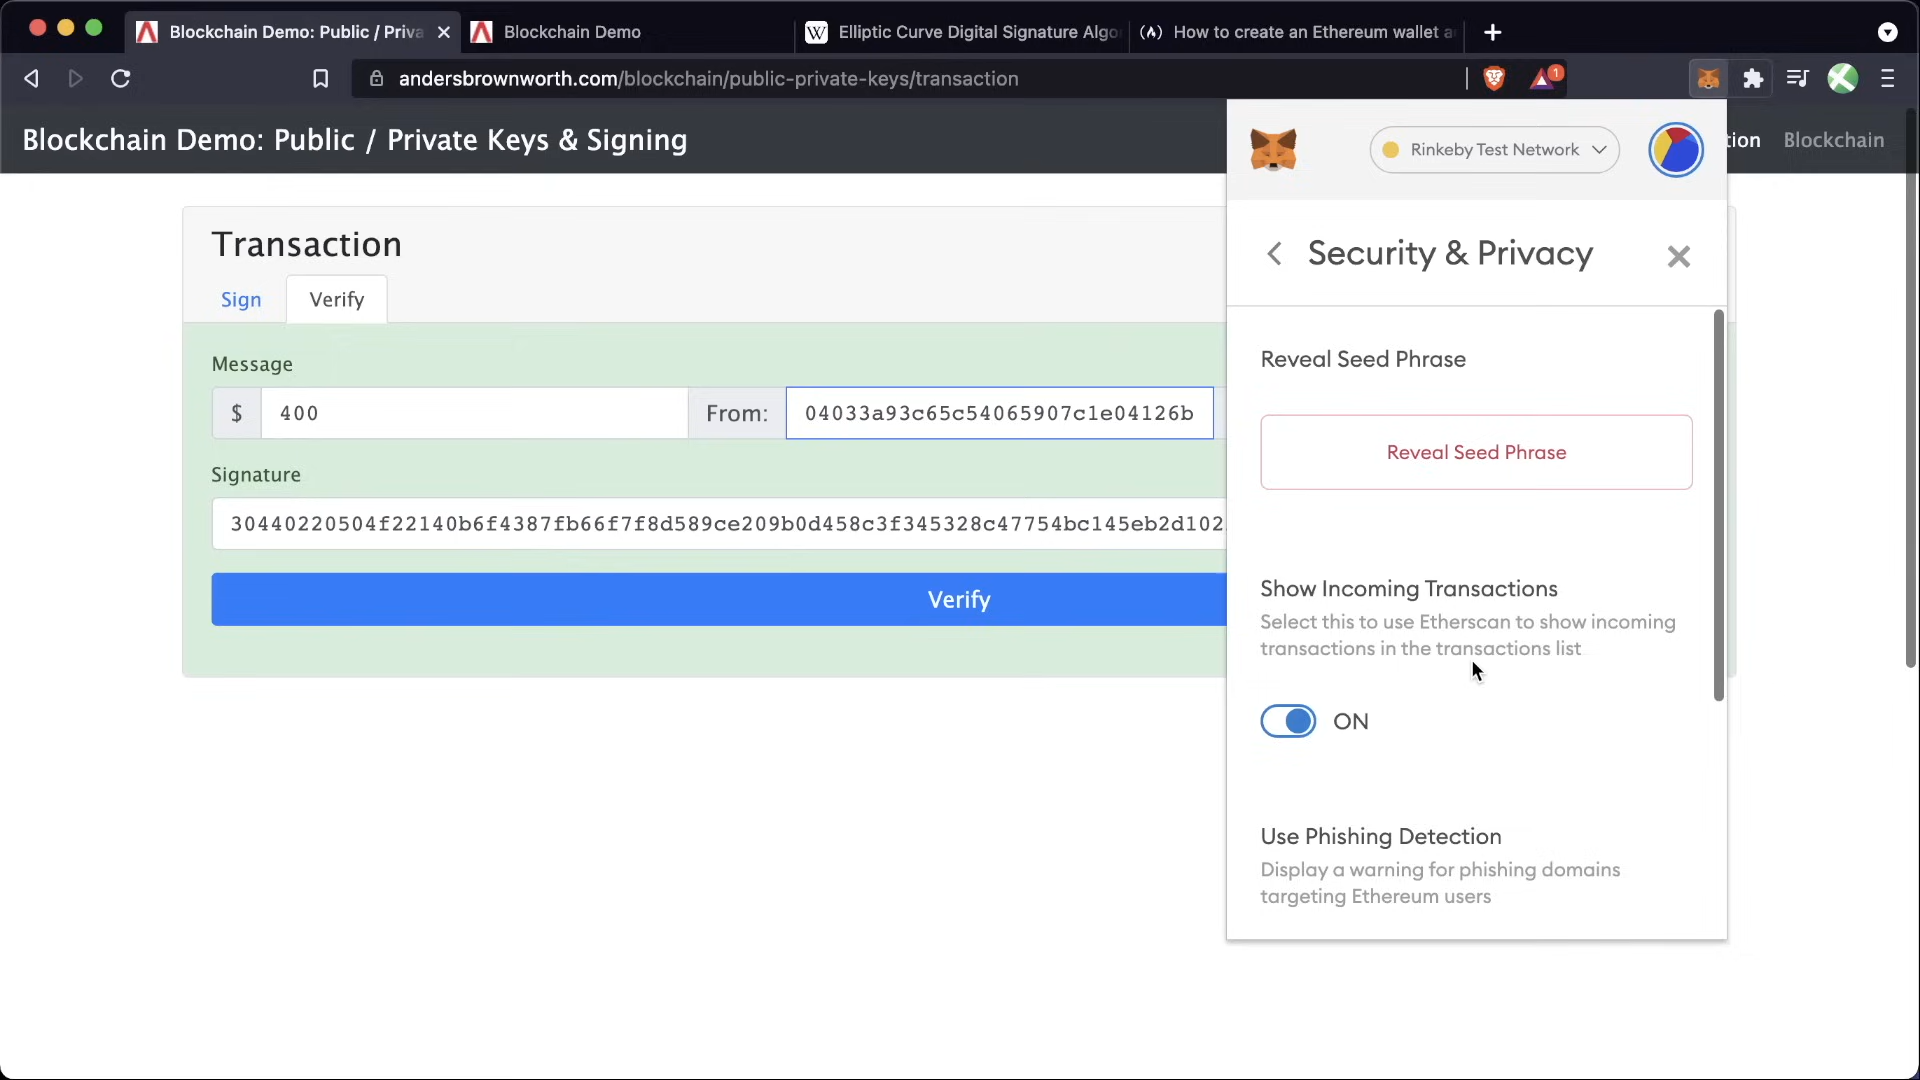 Blockchain Demo: Public / Priva
Blockchain Demo
W Elliptic Curve Digital Signature Algo
How to create an Ethereum wallet a
andersbrownworth.com/blockchain/public-private-keys/transaction
1
Blockchain Demo: Public / Private Keys & Signing
tion
Blockchain
Rinkeby Test Network
Security & Privacy
Transaction
Sign
Verify
Message
$
400
From:
04033a93c65c54065907c1e04126b
Signature
30440220504f22140b6f4387fb66f7f8d589ce209b0d458c3f345328c47754bc145eb2d102
Verify
Reveal Seed Phrase
Reveal Seed Phrase
Show Incoming Transactions
Select this to use Etherscan to show incoming
transactions in the transactions list
ON
Use Phishing Detection
Display a warning for phishing domains
targeting Ethereum users